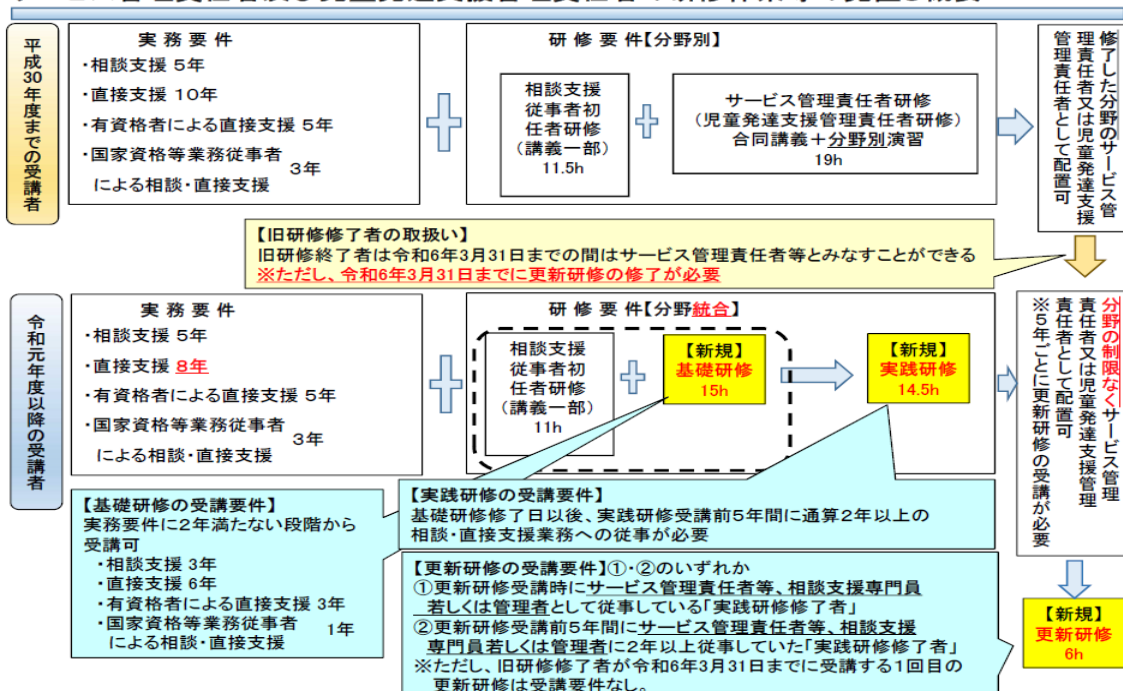 平成30年度までの受講者
実務要件
・相談支援 5年
・直接支援 10年
・有資格者による直接支援 5年
・国家資格等業務従事者
による相談・直接支援
3年
研修要件【分野別】
相談支援
従事者初
任者研修
(講義一部)
11.5h
サービス管理責任者研修
(児童発達支援管理責任者研修)
合同講義+分野別演習
19h
修了した分野のサービス管
理責任者又は児童発達支援
管理責任者として配置可
【旧研修修了者の取扱い】
旧研修終了者は令和6年3月31日までの間はサービス管理責任者等とみなすことができる
※ただし、令和6年3月31日までに更新研修の修了が必要
令和元年度以降の受講者
実務要件
・相談支援 5年
・直接支援 8年
・有資格者による直接支援 5年
・国家資格等業務従事者
による相談・直接支援
3年
研修要件【分野統合】
相談支援
従事者初
任者研修
(講義一部)
11h
【新規】
基礎研修
15h
【新規】
実践研修
14.5h
分野の制限なくサービス管理
責任者又は児童発達支援管理
責任者として配置可
※5年ごとに更新研修の受講が必要
【基礎研修の受講要件】
実務要件に2年満たない段階から
受講可
・相談支援 3年
・直接支援 6年
・有資格者による直接支援 3年
・国家資格等業務従事者
による相談・直接支援
1年
【実践研修の受講要件】
基礎研修修了日以後、実践研修受講前5年間に通算2年以上の
相談・直接支援業務への従事が必要
【更新研修の受講要件】①・②のいずれか
①更新研修受講時にサービス管理責任者等、相談支援専門員
若しくは管理者として従事している「実践研修修了者」
②更新研修受講前5年間にサービス管理責任者等、相談支援
専門員若しくは管理者に2年以上従事していた「実践研修修了者」
※ただし、旧研修修了者が令和6年3月31日までに受講する1回目の
更新研修は受講要件なし。
【新規】
更新研修
6h